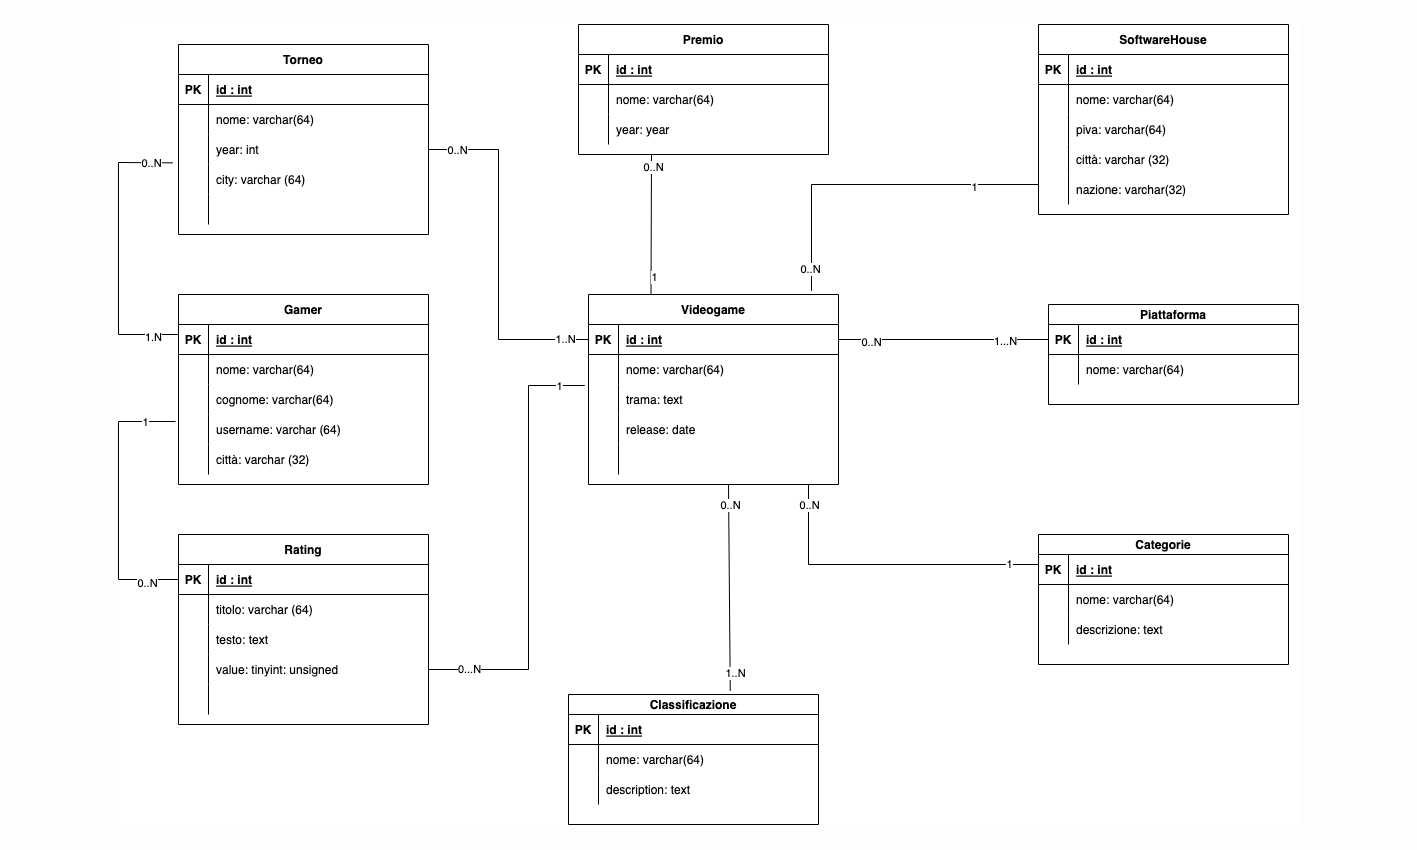 Torneo
PK id : int
nome: varchar(64)
year: int
city: varchar (64)
0..N
0..N
Premio
PK id : int
nome: varchar(64)
year: year
0..N
1
SoftwareHouse
PK id : int
nome: varchar(64)
piva: varchar(64)
città: varchar (32)
nazione: varchar(32)
1
0..N
Gamer
1.N
PK id : int
nome: varchar(64)
cognome: varchar(64)
username: varchar (64)
città: varchar (32)
1
Videogame
1..N
PK id : int
nome: varchar(64)
trama: text
release: date
1
0..N
1...N
Piattaforma
PK id : int
nome: varchar(64)
0..N
0..N
Rating
0..N
PK id : int
titolo: varchar (64)
testo: text
value: tinyint: unsigned
0...N
1
Categorie
PK id : int
nome: varchar(64)
descrizione: text
1..N
Classificazione
PK id : int
nome: varchar(64)
description: text